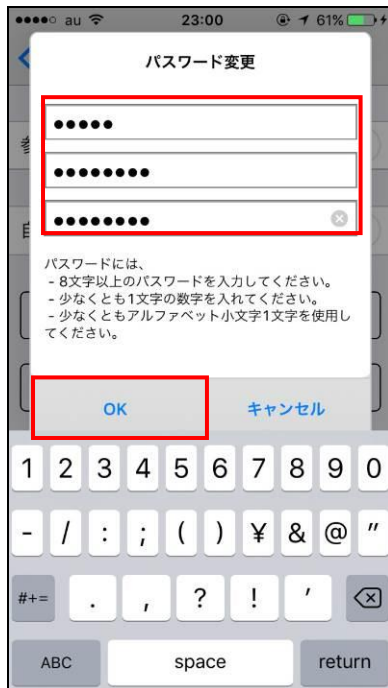 ●●●●○ au 23:00 61%
パスワード変更
●●●●●
●●●●●●●●
●●●●●●●●
パスワードには、
- 8文字以上のパスワードを入力してください。
- 少なくとも1文字の数字を入れてください。
- 少なくともアルファベット小文字1文字を使用し
てください。
OK キャンセル
1 2 3 4 5 6 7 8 9 0
- / : ; ( ) ¥ & @ "
#+= . , ? ! '
ABC space return